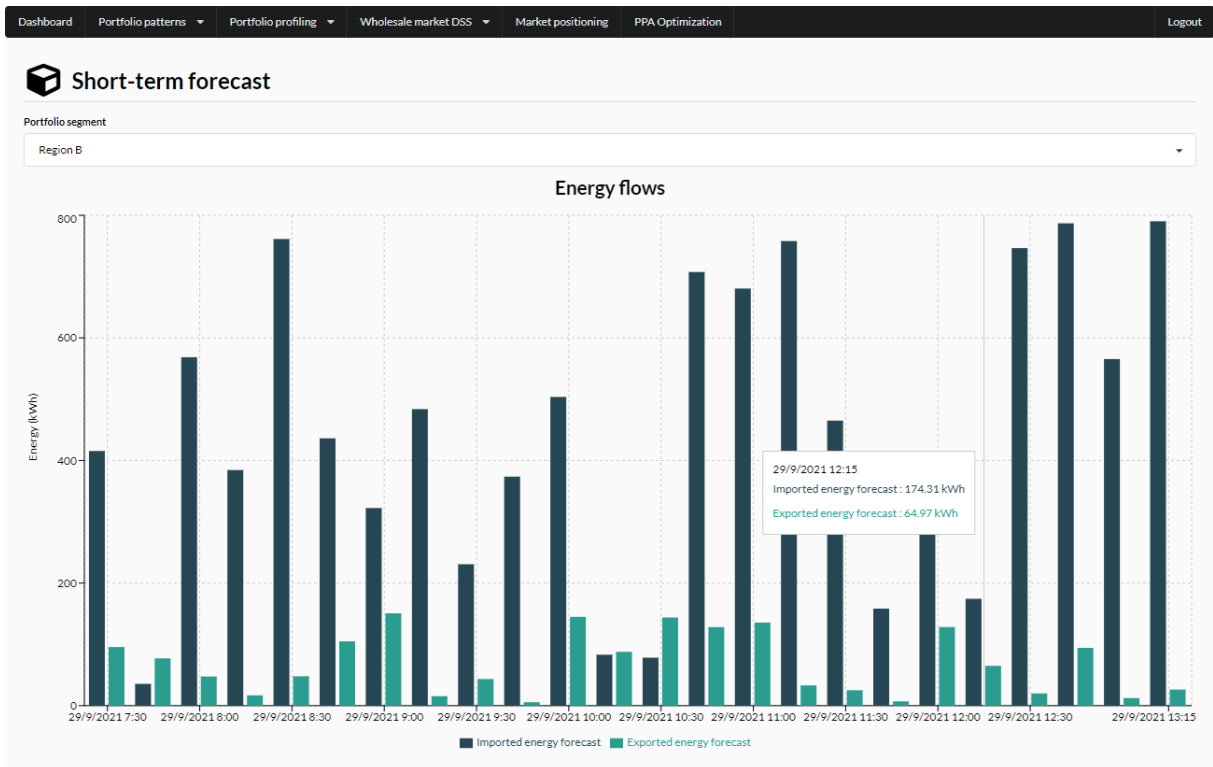 Dashboard Portfolio patterns Portfolio profiling Wholesale market DSS Market positioning PPA Optimization Logout
Short-term forecast
Portfolio segment
Region B
Energy flows
800
600
400
200
0
Energy (kWh)
29/9/2021 12:15
Imported energy forecast : 174.31 kWh
Exported energy forecast : 64.97 kWh
29/9/2021 7:30 29/9/2021 8:00 29/9/2021 8:30 29/9/2021 9:00 29/9/2021 9:30 29/9/2021 10:00 29/9/2021 10:30 29/9/2021 11:00 29/9/2021 11:30 29/9/2021 12:00 29/9/2021 12:30 29/9/2021 13:15
Imported energy forecast Exported energy forecast